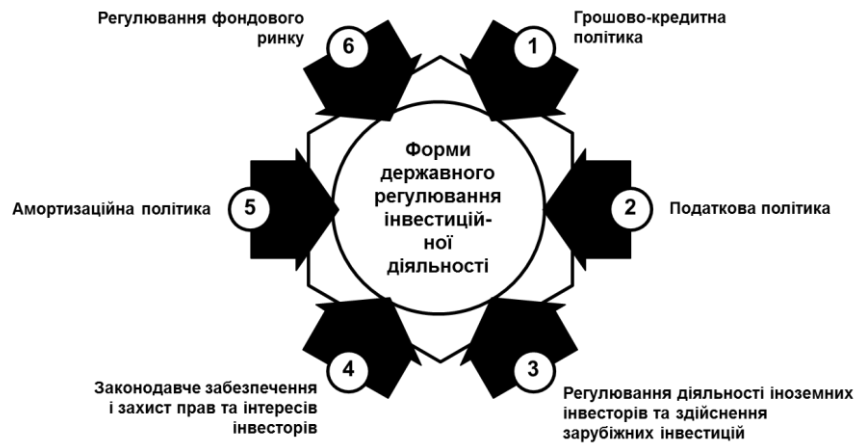 Регулювання фондового
ринку
6
1
Грошово-кредитна
політика
Форми
державного
регулювання
інвестицій-
ної
діяльності
Амортизаційна політика
5
2
Податкова політика
4
3
Законодавче забезпечення
і захист прав та інтересів
інвесторів
Регулювання діяльності іноземних
інвесторів та здійснення
зарубіжних інвестицій